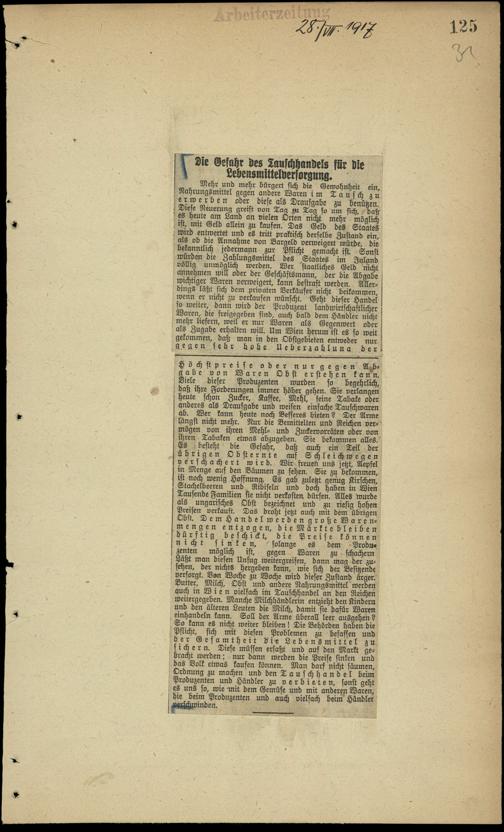 Arbeiterzeitung
28./VII. 1917
125
Die Gefahr des Tauschhandels für die
Lebensmittelversorgung.
Mehr und mehr bürgert sich die Gewohnheit ein,
Nahrungsmittel gegen andere Waren im Tausch zu
erwerben oder diese als Draufgabe zu benützen.
Diese Neuerung greift von Tag zu Tag so um sich, daß
es heute am Land an vielen Orten nicht mehr möglich
ist, mit Geld allein zu kaufen. Das Geld des Staates
wird entwertet und es tritt praktisch derselbe Zustand ein,
als ob die Annahme von Bargeld verweigert würde, die
bekanntlich jedermann zur Pflicht gemacht ist. Sonst
würden die Zahlungsmittel des Staates im Inland
völlig unmöglich werden. Wer staatliches Geld nicht
annehmen will oder der Geschäftsmann, der die Abgabe
wichtiger Waren verweigert, kann bestraft werden. Aller-
dings läßt sich dem privaten Verkäufer nicht beikommen,
wenn er nicht zu verkaufen wünscht. Geht dieser Handel
so weiter, dann wird der Produzent landwirtschaftlicher
Waren, die freigegeben sind, auch bald dem Händler nicht
mehr liefern, weil er nur Waren als Gegenwert oder
als Zugabe erhalten will. Um Wien herum ist es so weit
gekommen, daß man in den Obstgebieten entweder nur
gegen sehr hohe Ueberzahlung der
Höchstpreise oder nur gegen Ab-
gabe von Waren Obst erstehen kann.
Viele dieser Produzenten wurden so begehrlich,
daß ihre Forderungen immer höher gehen. Sie verlangen
heute schon Zucker, Kaffee, Mehl, feine Tabake oder
anderes als Draufgabe und weisen einfache Tauschwaren
ab. Wer kann heute noch Besseres bieten? Der Arme
längst nicht mehr. Nur die Bemittelten und Reichen ver-
mögen von ihren Mehl- und Zuckervorräten oder von
ihren Tabaken etwas abzugeben. Sie bekommen alles.
Es besteht die Gefahr, daß auch ein Teil der
übrigen Obsternte auf Schleichwegen
verschachert wird. Wir freuen uns jetzt, Aepfel
in Menge auf den Bäumen zu sehen. Sie zu bekommen,
ist noch wenig Hoffnung. Es gab zuletzt genug Kirschen,
Stachelbeeren und Ribiseln und doch haben in Wien
Tausende Familien sie nicht verkosten dürfen. Alles wurde
als ungarisches Obst bezeichnet und zu riesig hohen
Preisen verkauft. Das droht jetzt auch mit dem übrigen
Obst. Dem Handel werden große Waren-
mengen entzogen, die Märkte bleiben
dürftig beschickt, die Preise können
nicht sinken, solange es dem Produ-
zenten möglich ist, gegen Waren zu schachern.
Läßt man diesen Unfug weitergreifen, dann mag der zu-
sehen, der nichts hergeben kann, wie sich der Besitzende
versorgt. Von Woche zu Woche wird dieser Zustand ärger.
Butter, Milch, Obst und andere Nahrungsmittel werden
auch in Wien vielfach im Tauschhandel an den Reichen
weitergegeben. Manche Milchhändlerin entzieht den Kindern
und den älteren Leuten die Milch, damit sie dafür Waren
einhandeln kann. Soll der Arme überall leer ausgehen?
So kann es nicht weiter bleiben! Die Behörden haben die
Pflicht, sich mit diesen Problemen zu befassen und
der Gesamtheit die Lebensmittel zu
sichern. Diese müssen erfaßt und auf den Markt ge-
bracht werden; nur dann werden die Preise sinken und
das Volk etwas kaufen können. Man darf nicht säumen,
Ordnung zu machen und den Tauschhandel beim
Produzenten und Händler zu verbieten, sonst geht
es uns so, wie mit dem Gemüse und mit anderen Waren,
die beim Produzenten und auch vielfach beim Händler
verschwinden.